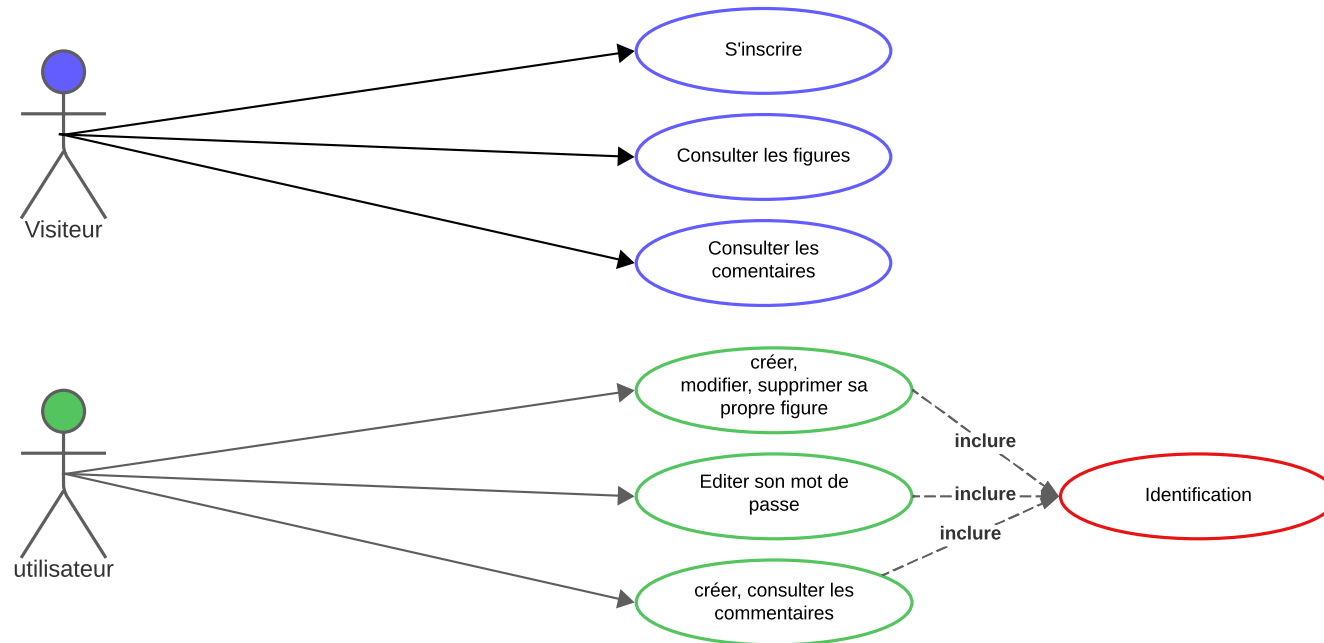 S'inscrire
Consulter les figures
Visiteur
Consulter les
comentaires
créer,
modifier, supprimer sa
propre figure
inclure
Editer son mot de
passe
inclure
Identification
inclure
utilisateur
créer, consulter les
commentaires